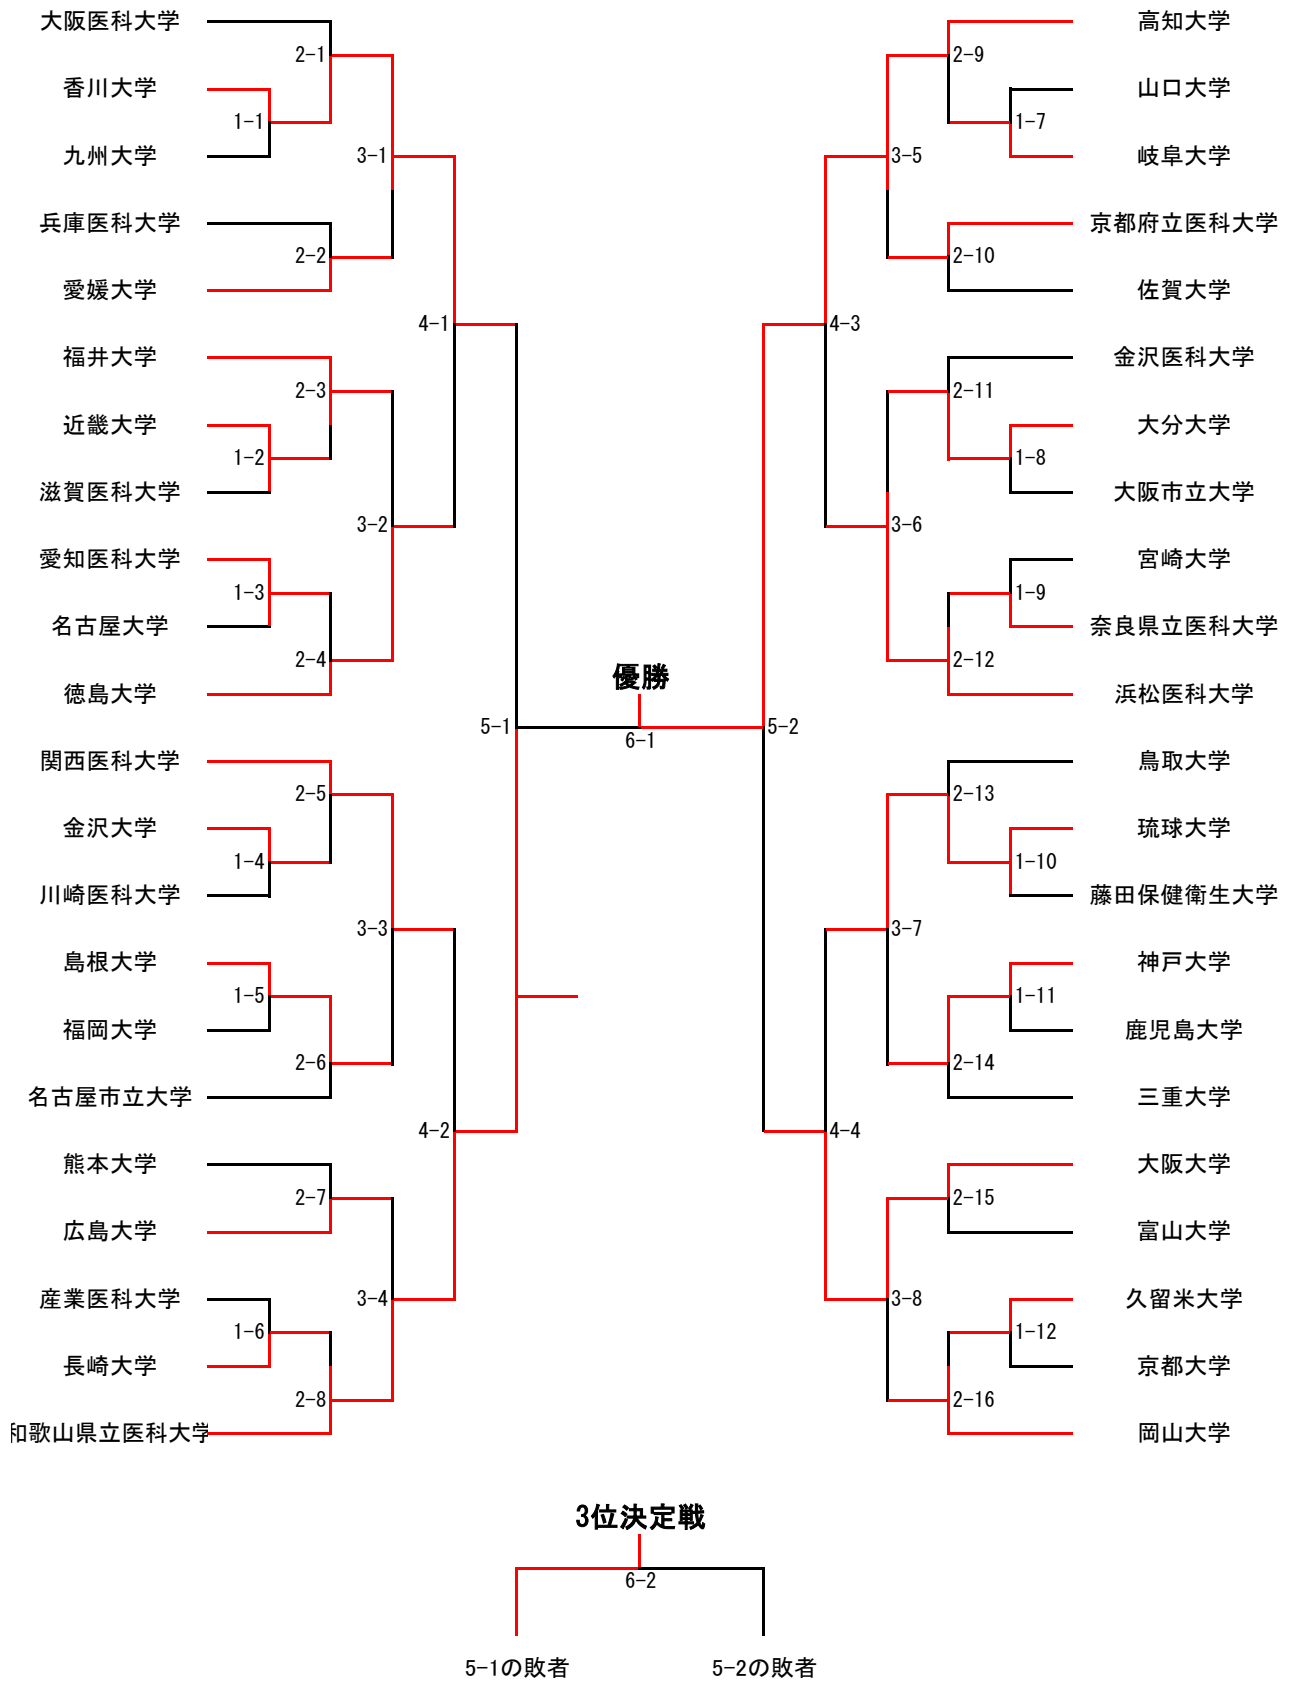 大阪医科大学
2-1
香川大学
1-1
九州大学
3-1
兵庫医科大学
2-2
愛媛大学
4-1
福井大学
2-3
近畿大学
1-2
滋賀医科大学
3-2
愛知医科大学
1-3
名古屋大学
2-4
徳島大学
5-1
関西医科大学
2-5
金沢大学
1-4
川崎医科大学
3-3
島根大学
1-5
福岡大学
2-6
名古屋市立大学
4-2
熊本大学
2-7
広島大学
産業医科大学
3-4
1-6
長崎大学
2-8
和歌山県立医科大学
優勝
6-1
高知大学
2-9
山口大学
1-7
岐阜大学
3-5
京都府立医科大学
2-10
佐賀大学
4-3
金沢医科大学
2-11
大分大学
1-8
大阪市立大学
3-6
宮崎大学
1-9
奈良県立医科大学
2-12
浜松医科大学
5-2
鳥取大学
2-13
琉球大学
1-10
藤田保健衛生大学
3-7
神戸大学
1-11
鹿児島大学
2-14
三重大学
4-4
大阪大学
2-15
富山大学
久留米大学
3-8
1-12
京都大学
2-16
岡山大学
3位決定戦
6-2
5-1の敗者
5-2の敗者